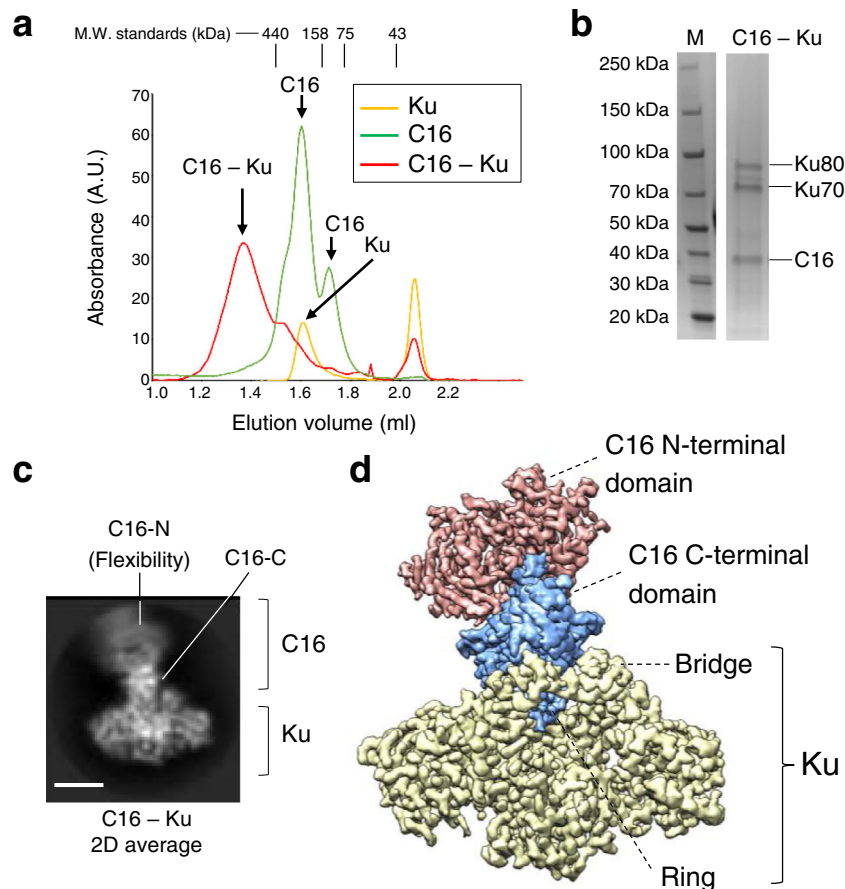 a
M.W. standards (kDa)
440 158 75 43
70
60
50
40
30
20
10
0
1.0 1.2 1.4 1.6 1.8 2.0 2.2
Absorbance (A.U.)
Elution volume (ml)
C16
C16 – Ku
C16
Ku
Ku
C16
C16 – Ku
b
M C16 – Ku
250 kDa
150 kDa
100 kDa
70 kDa
50 kDa
40 kDa
30 kDa
20 kDa
Ku80
Ku70
C16
c
C16-N
(Flexibility)
C16-C
C16
Ku
C16 – Ku
2D average
d
C16 N-terminal
domain
C16 C-terminal
domain
Bridge
Ku
Ring